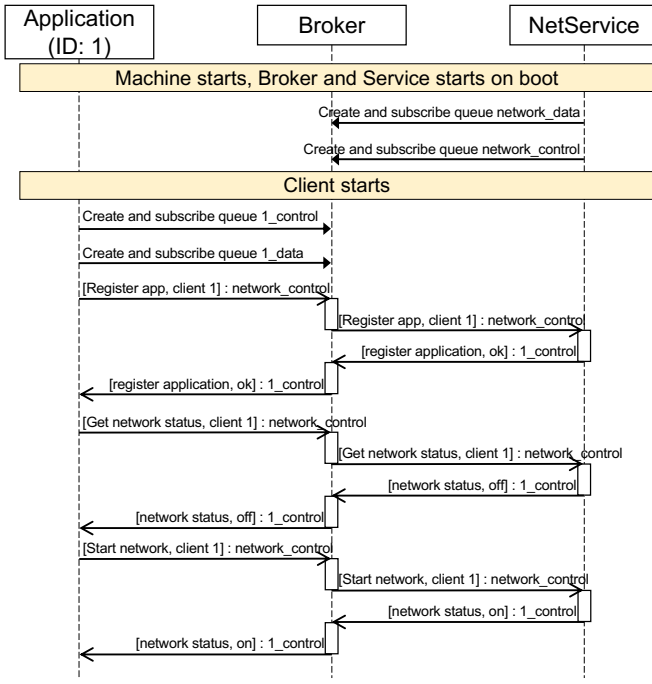 Application
(ID: 1)
Broker
NetService
Machine starts, Broker and Service starts on boot
Create and subscribe queue network_data
Create and subscribe queue network_control
Client starts
Create and subscribe queue 1_control
Create and subscribe queue 1_data
[Register app, client 1] : network_control
[Register app, client 1] : network_control
[register application, ok] : 1_control
[register application, ok] : 1_control
[Get network status, client 1] : network_control
[Get network status, client 1] : network_control
[network status, off] : 1_control
[network status, off] : 1_control
[Start network, client 1] : network_control
[Start network, client 1] : network_control
[network status, on] : 1_control
[network status, on] : 1_control